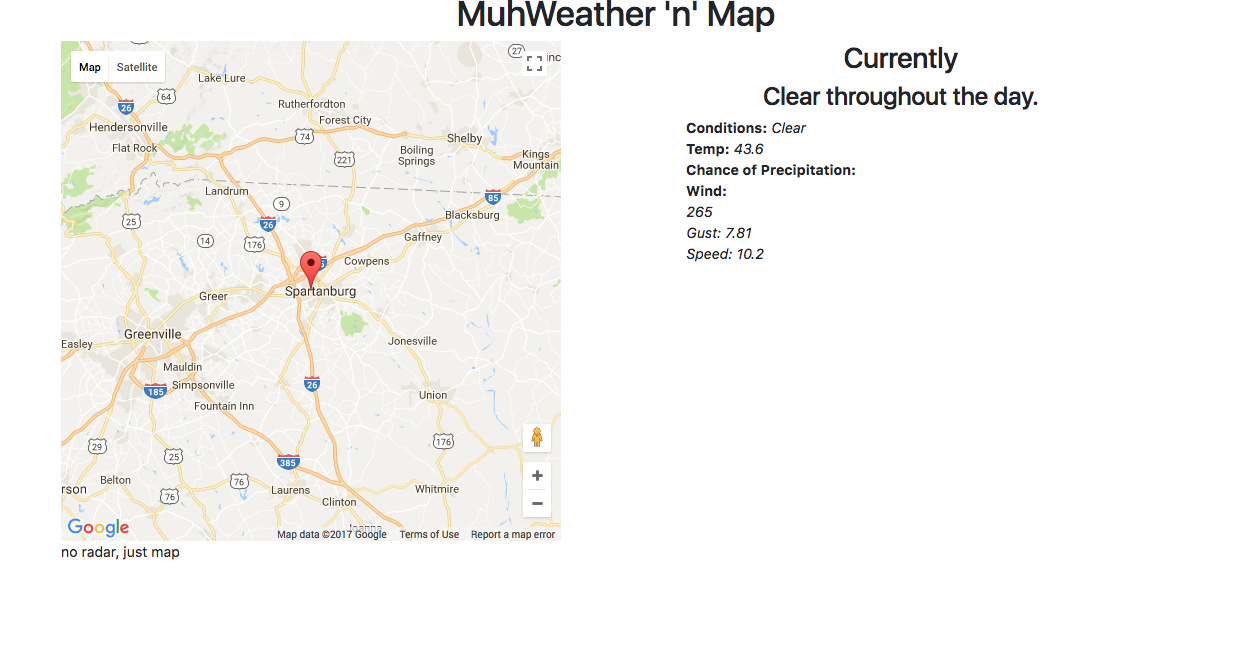 MuhWeather 'n' Map
Map Satellite
27
inc
Lake Lure
64
26
Rutherfordton
Forest City
Hendersonville
74
Shelby
Flat Rock
221
Boiling
Springs
Kings
Mountain
Landrum
85
9
25
26
Blacksburg
14
176
Gaffney
Cowpens
Spartanburg
Greer
Greenville
Easley
Jonesville
Mauldin
185
Simpsonville
26
Union
Fountain Inn
29
176
25
385
Belton
76
76
rson
Laurens
Whitmire
Clinton
Joanna
Google
Map data ©2017 Google Terms of Use Report a map error
no radar, just map
Currently
Clear throughout the day.
Conditions: Clear
Temp: 43.6
Chance of Precipitation:
Wind:
265
Gust: 7.81
Speed: 10.2